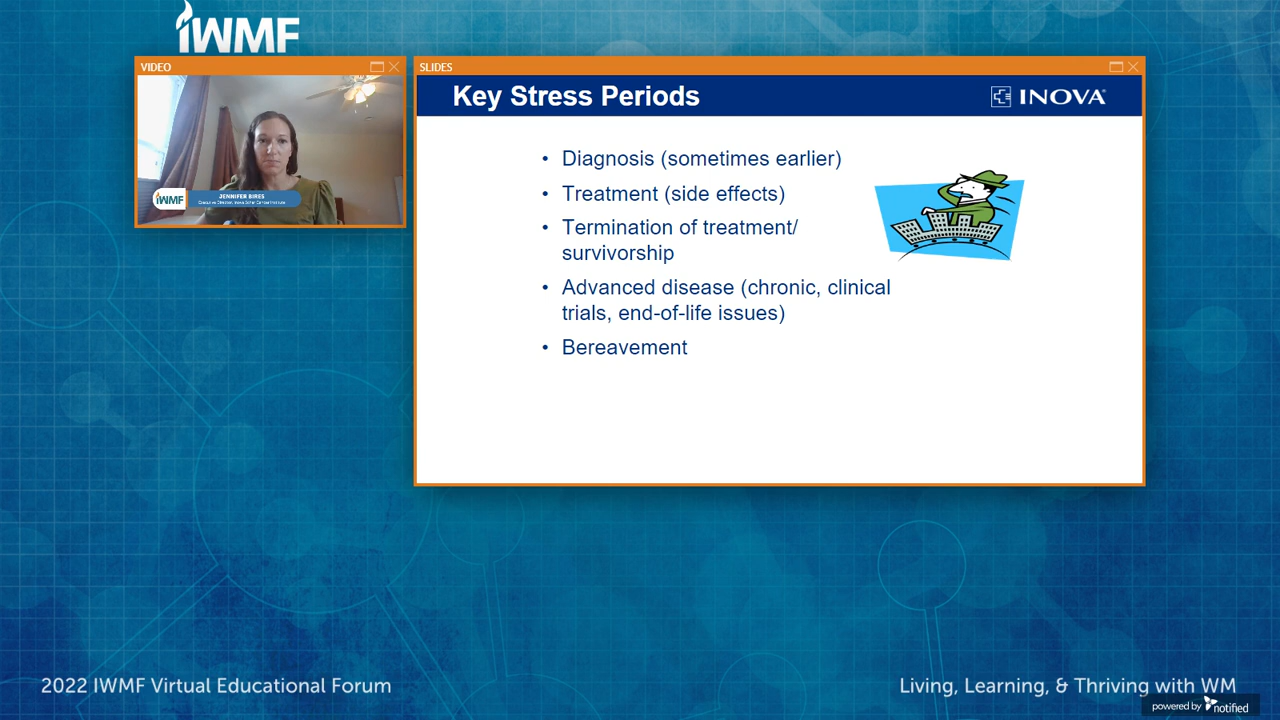 iWMF
VIDEO
SLIDES
Key Stress Periods
INOVA
• Diagnosis (sometimes earlier)
• Treatment (side effects)
• Termination of treatment/
survivorship
• Advanced disease (chronic, clinical
trials, end-of-life issues)
• Bereavement
iWMF
JENNIFER BIRES
2022 IWMF Virtual Educational Forum
Living, Learning, & Thriving with WM
powered by notified